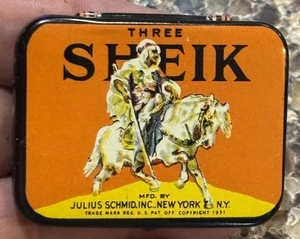 THREE
SHEIK
MFD. BY
JULIUS SCHMID, INC., NEW YORK, N.Y.
TRADE MARK REG. U.S. PAT. OFF. COPYRIGHT 1931